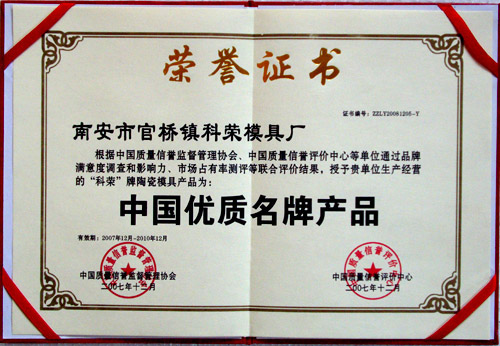 荣誉证书
证书编号：ZZLY20081205-Y
南安市官桥镇科荣模具厂
根据中国质量信誉监督管理协会、中国质量信誉评价中心等单位通过品牌
满意度调查和影响力、市场占有率测评等联合评价结果，授予贵单位生产经营
的“科荣”牌陶瓷模具产品为：
中国优质名牌产品
有效期：2007年12月-2010年12月
中国质量信誉监督管理协会
二00七年十二月
中国质量信誉评价中心
二00七年十二月